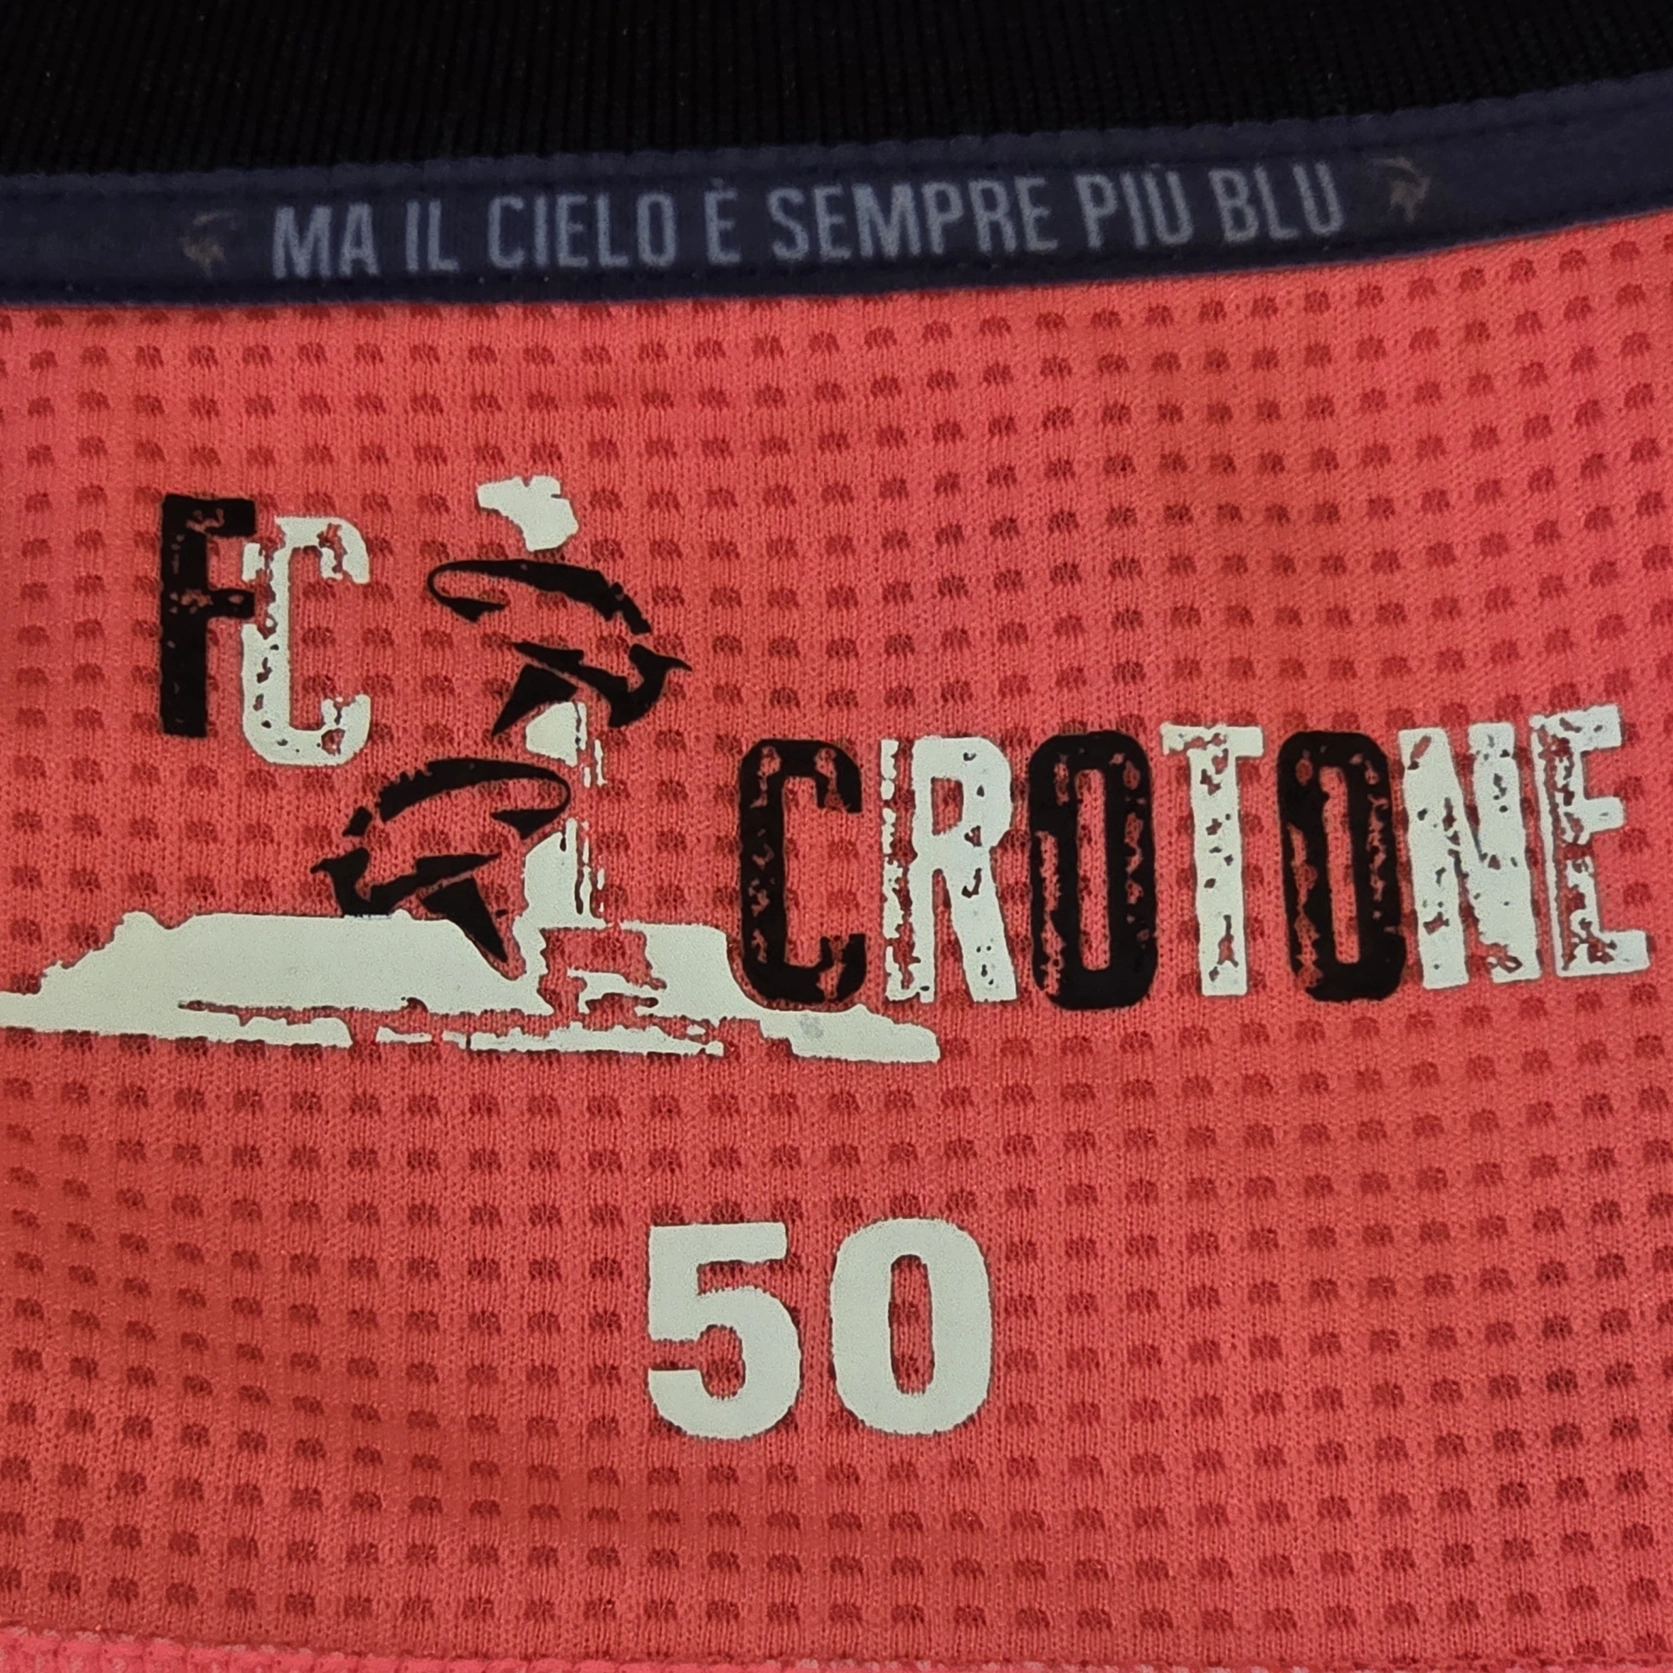 MA IL CIELO È SEMPRE PIÙ BLU
FC
CROTONE
50